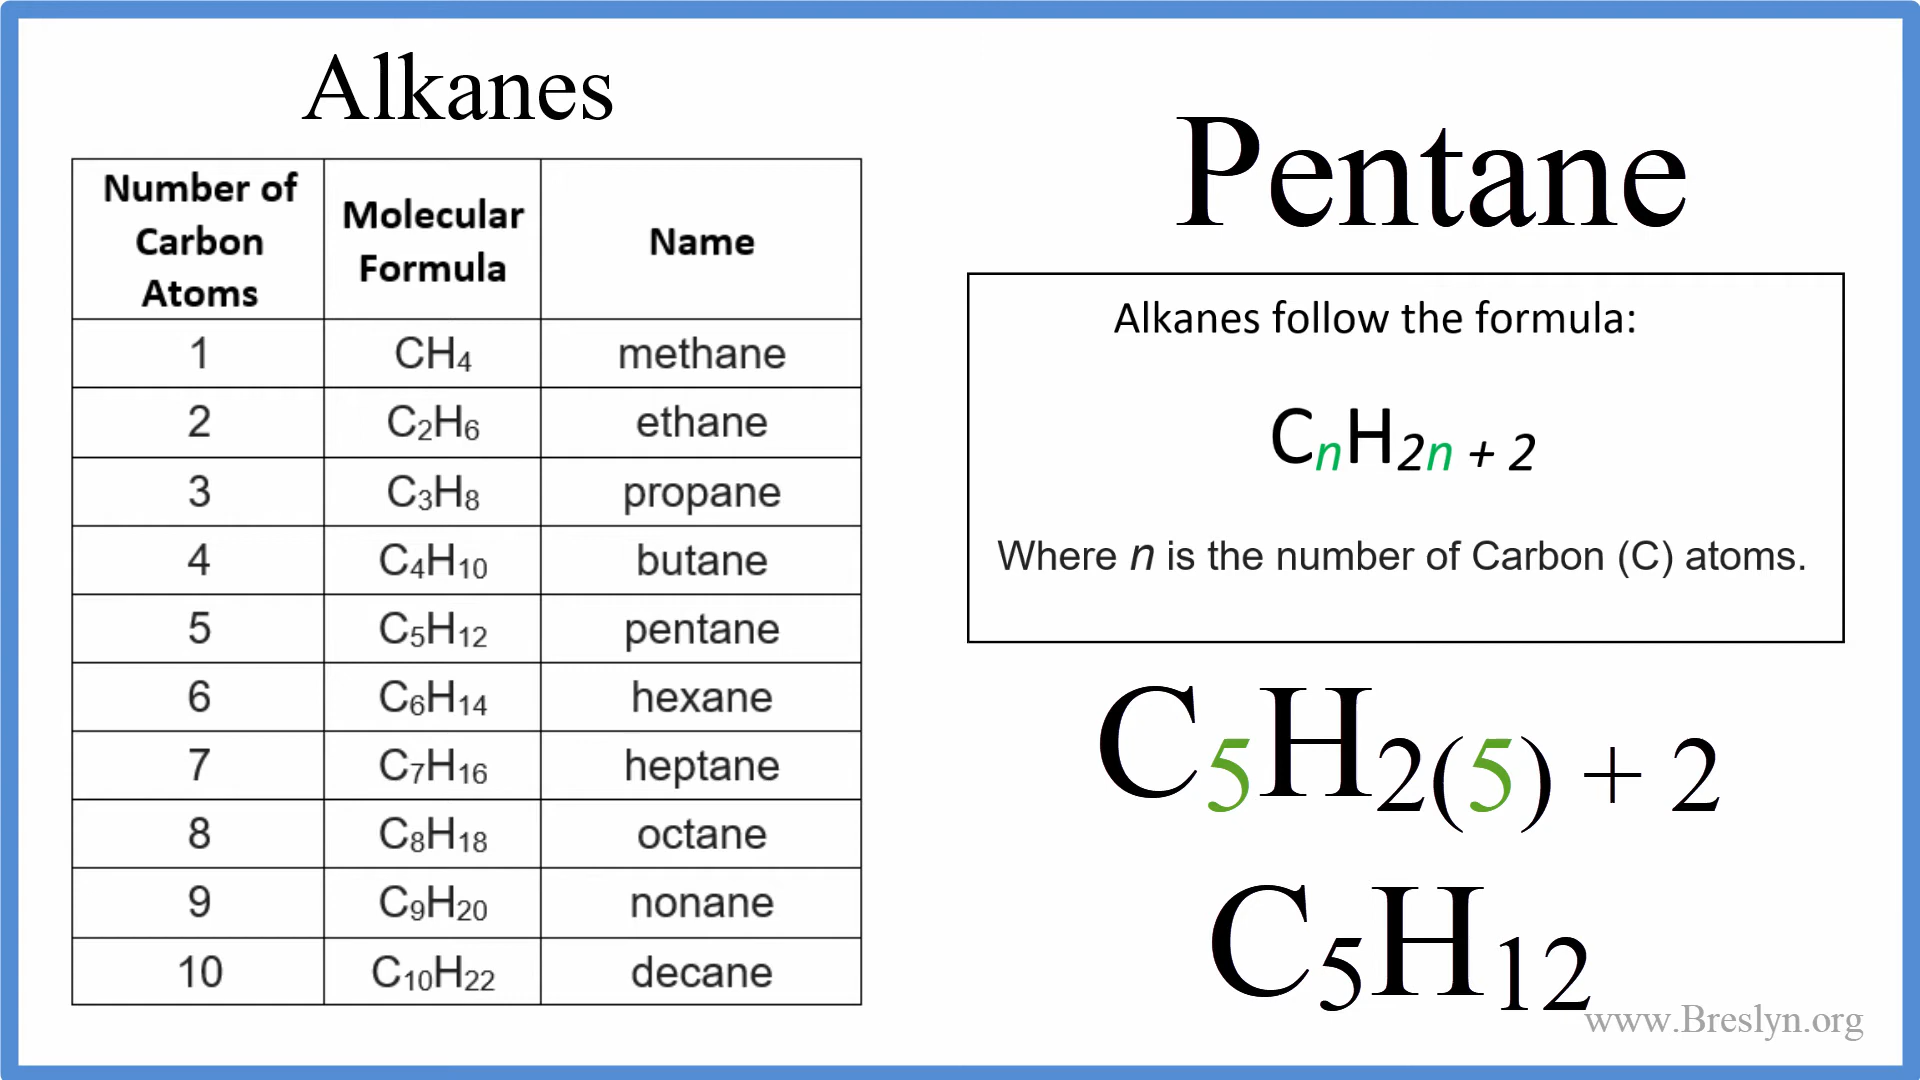 Alkanes
Number of Carbon Atoms | Molecular Formula | Name
1 | CH₄ | methane
2 | C₂H₆ | ethane
3 | C₃H₈ | propane
4 | C₄H₁₀ | butane
5 | C₅H₁₂ | pentane
6 | C₆H₁₄ | hexane
7 | C₇H₁₆ | heptane
8 | C₈H₁₈ | octane
9 | C₉H₂₀ | nonane
10 | C₁₀H₂₂ | decane
Pentane
Alkanes follow the formula:
CₙH₂ₙ ₊ ₂
Where n is the number of Carbon (C) atoms.
C₅H₂₍₅₎ ₊ ₂
C₅H₁₂
www.Breslyn.org